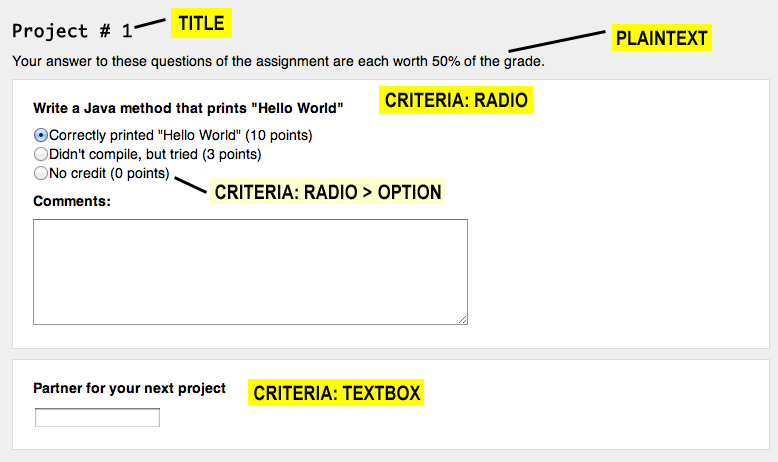 Project # 1
TITLE
PLAINTEXT
Your answer to these questions of the assignment are each worth 50% of the grade.
Write a Java method that prints "Hello World"
CRITERIA: RADIO
Correctly printed "Hello World" (10 points)
Didn't compile, but tried (3 points)
No credit (0 points)
CRITERIA: RADIO > OPTION
Comments:
Partner for your next project
CRITERIA: TEXTBOX